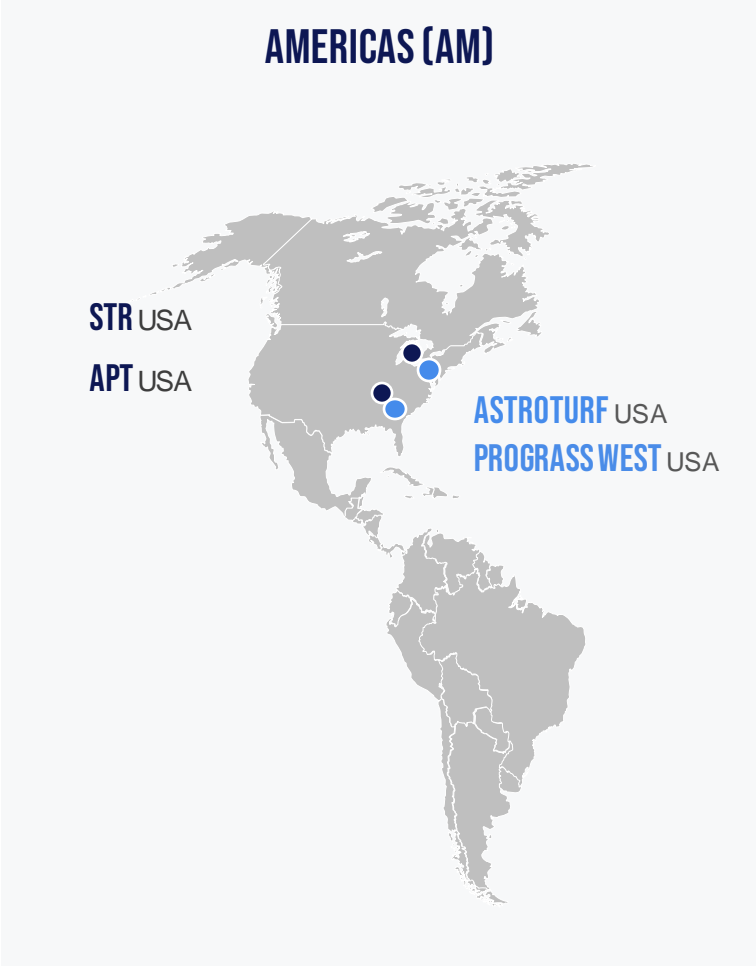 AMERICAS (AM)
STR USA
APT USA
ASTROTURF USA
PROGRASS WEST USA